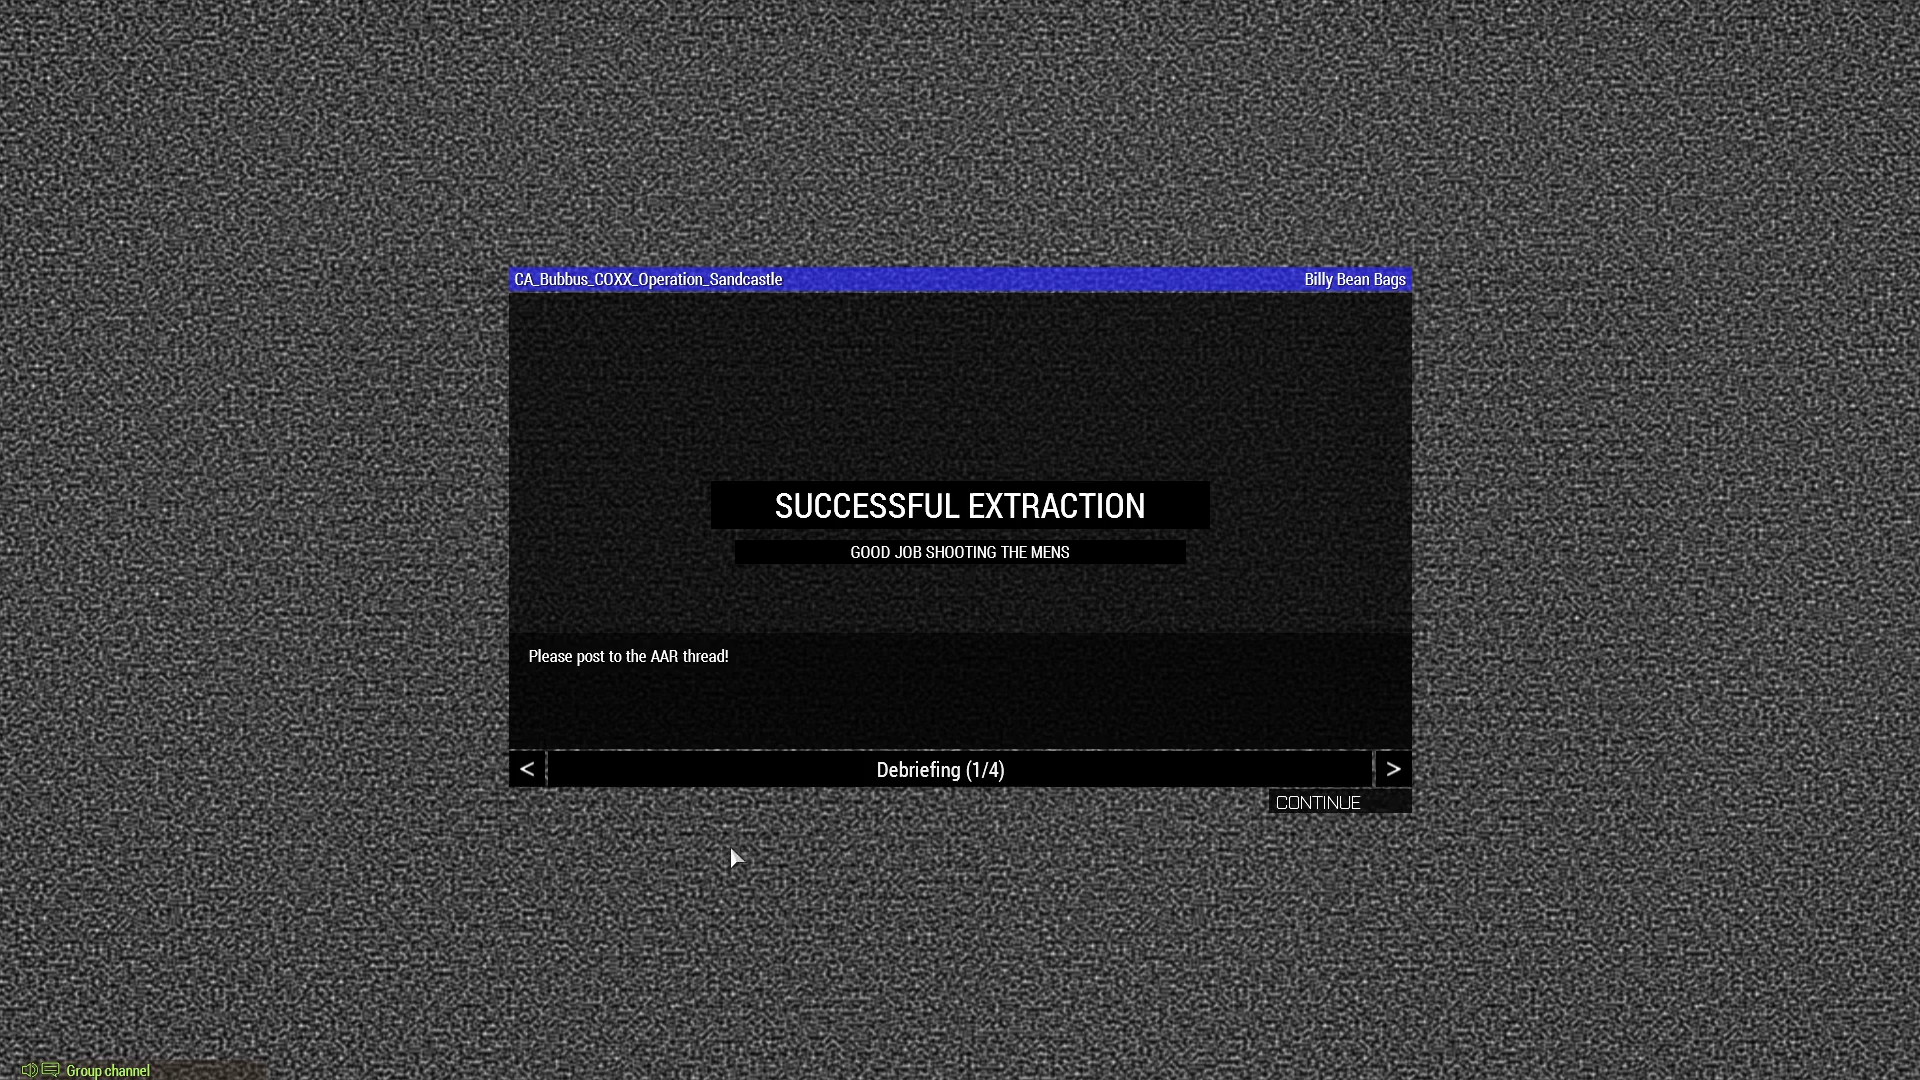 CA_Bubbus_COXX_Operation_Sandcastle
Billy Bean Bags
SUCCESSFUL EXTRACTION
GOOD JOB SHOOTING THE MENS
Please post to the AAR thread!
< Debriefing (1/4) >
CONTINUE
Group channel